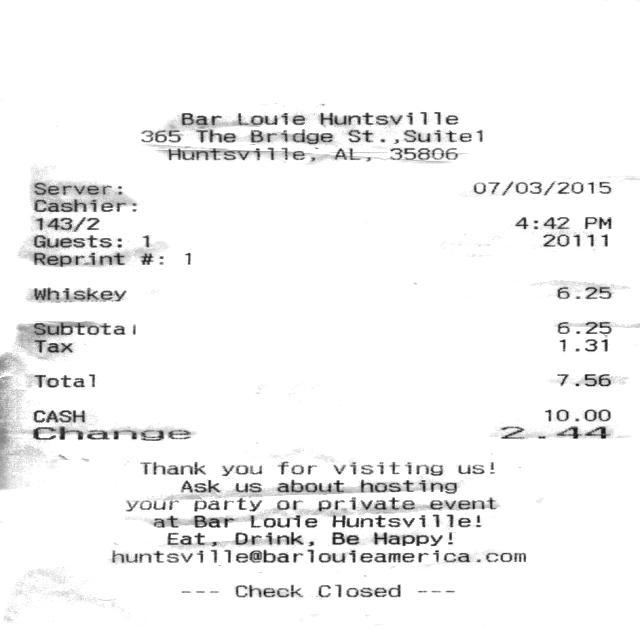 Bar Louie Huntsville
365 The Bridge St.,Suite1
Huntsville, AL, 35806
Server: 07/03/2015
Cashier:
143/2 4:42 PM
Guests: 1 20111
Reprint #: 1
Whiskey 6.25
Subtotal 6.25
Tax 1.31
Total 7.56
CASH 10.00
Change 2.44
Thank you for visiting us!
Ask us about hosting
your party or private event
at Bar Louie Huntsville!
Eat, Drink, Be Happy!
huntsville@barlouieamerica.com
--- Check Closed ---